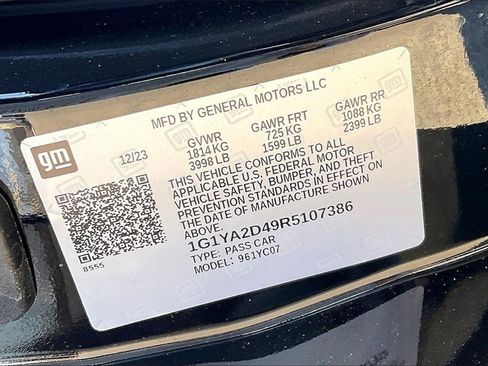 MFD BY GENERAL MOTORS LLC
gm
12/23
GVWR
1814 KG
3998 LB
GAWR FRT
725 KG
1599 LB
GAWR RR
1088 KG
2399 LB
THIS VEHICLE CONFORMS TO ALL
APPLICABLE U.S. FEDERAL MOTOR
VEHICLE SAFETY, BUMPER, AND THEFT
PREVENTION STANDARDS IN EFFECT ON
THE DATE OF MANUFACTURE SHOWN
ABOVE.
1G1YA2D49R5107386
TYPE: PASS CAR
MODEL: 961YC07
8555